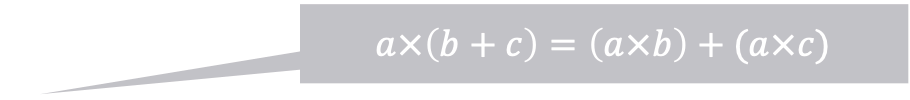 a×(b + c) = (a×b) + (a×c)